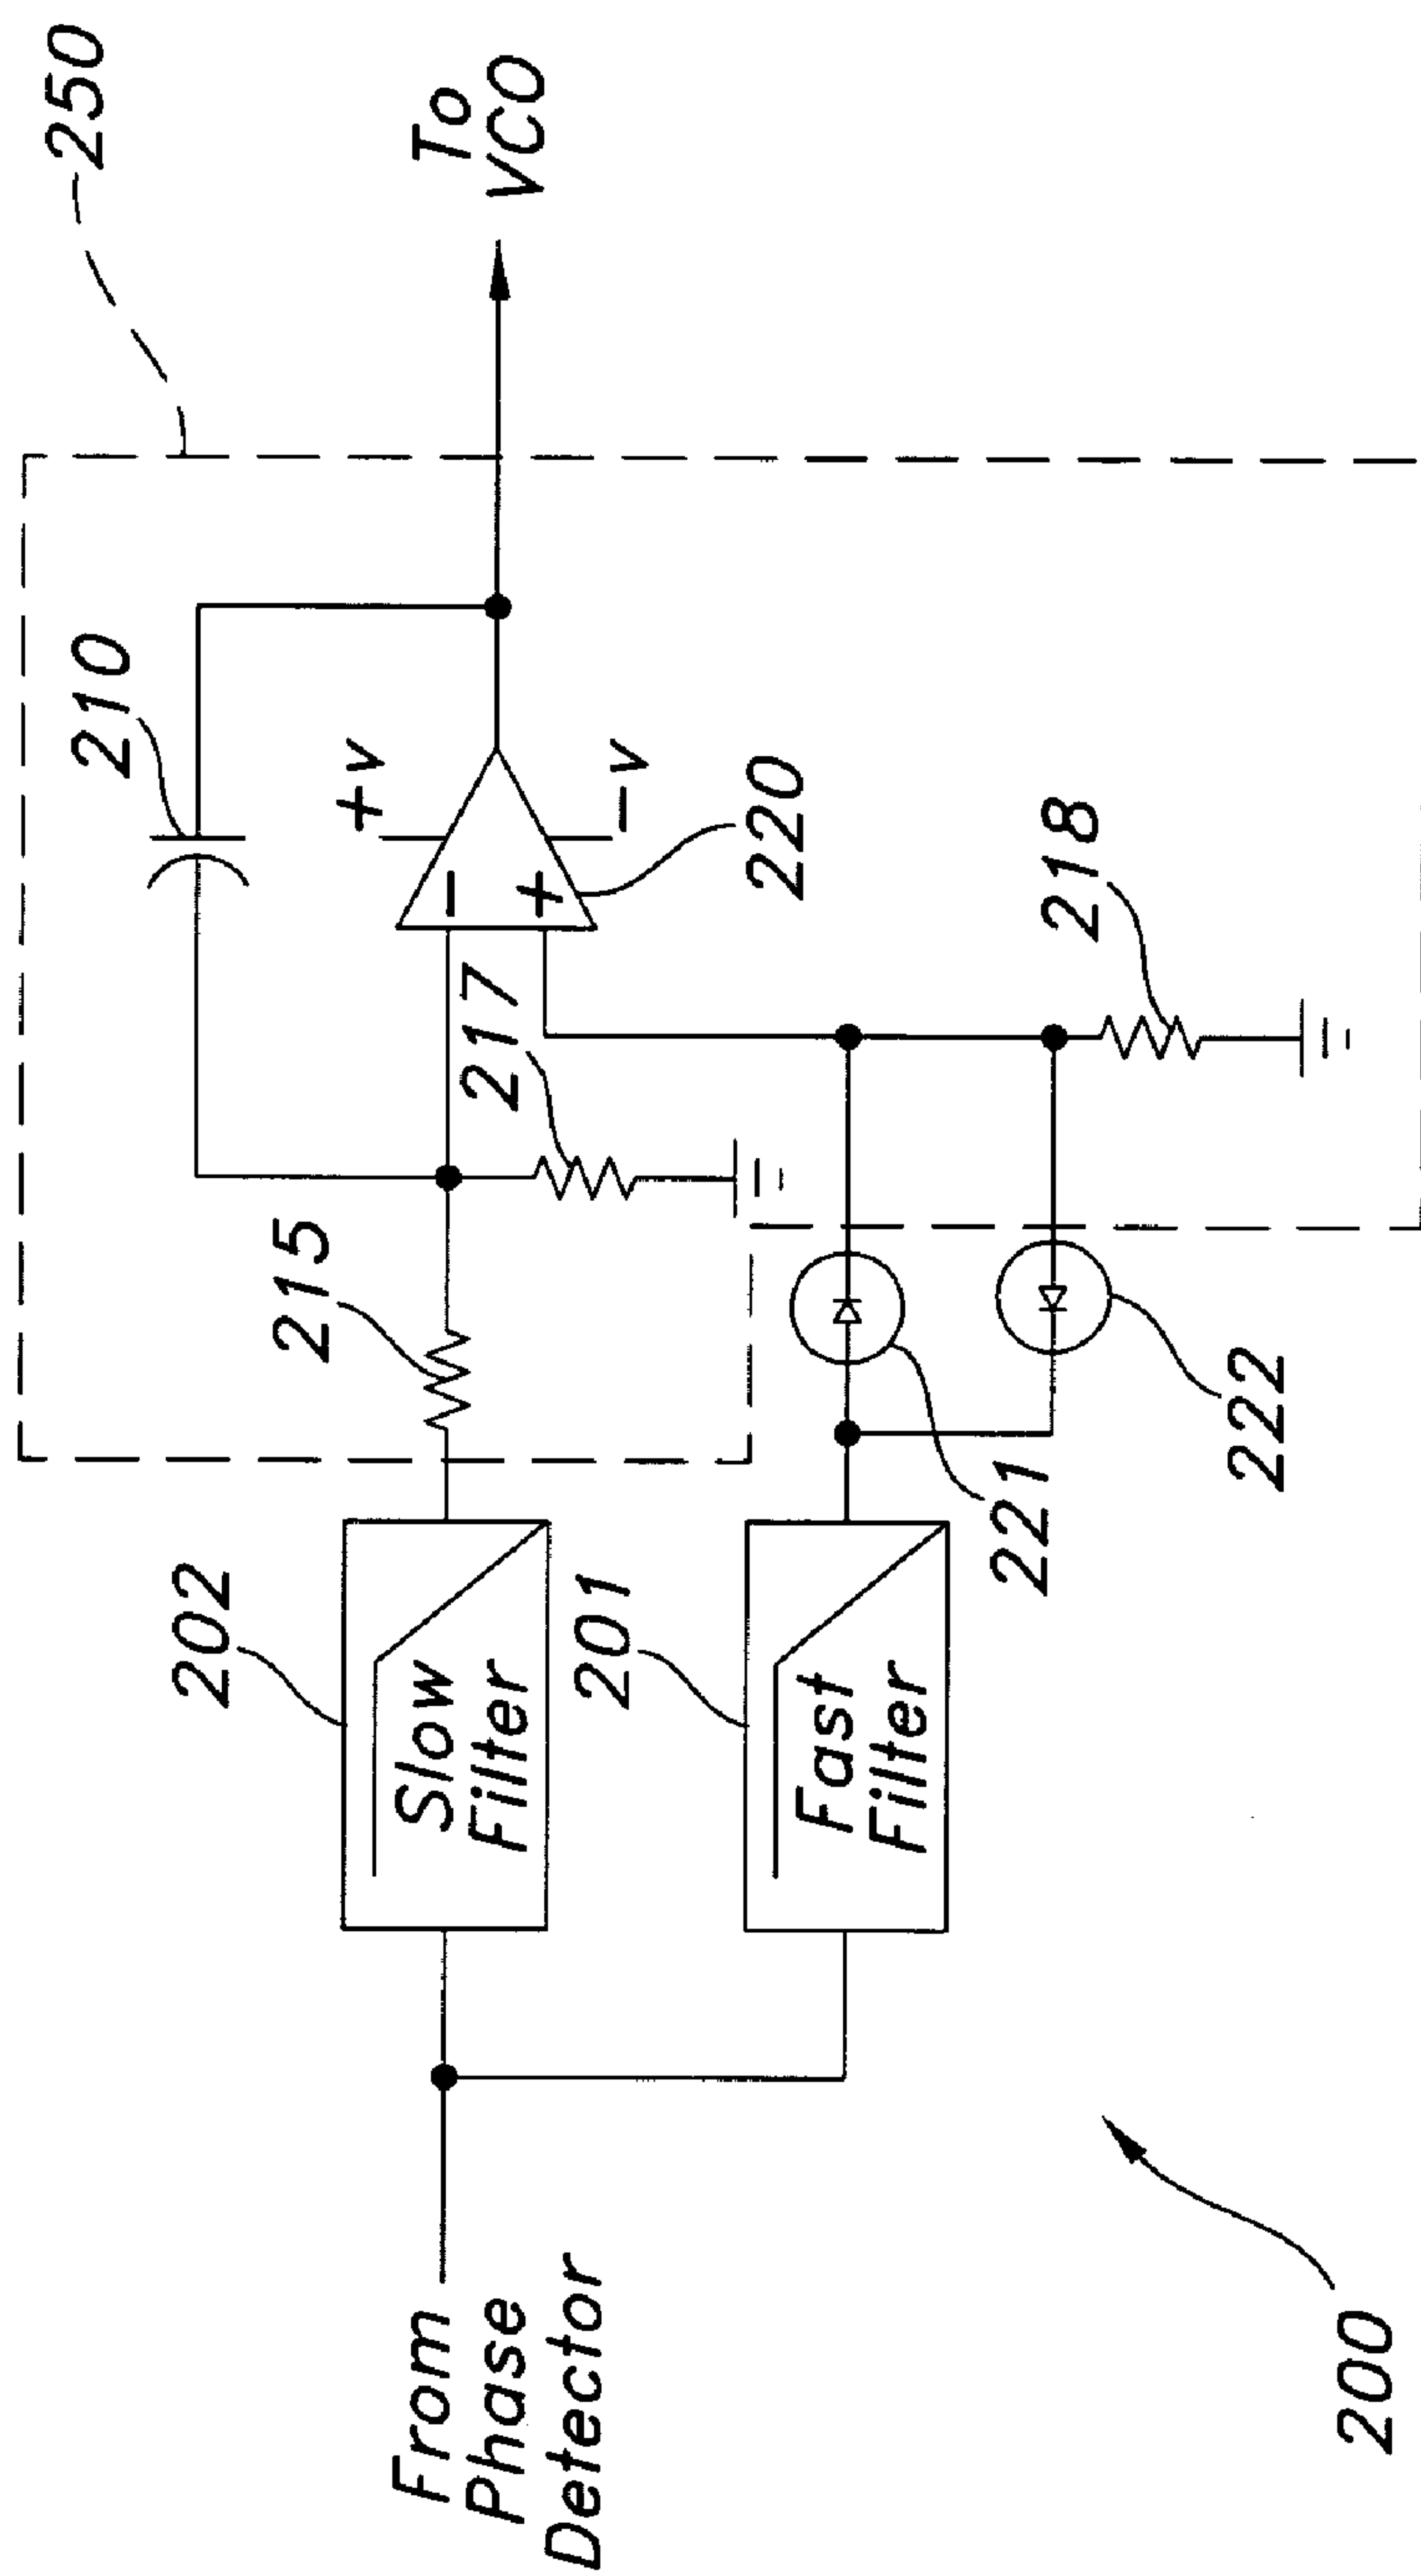 250
210
To
VCO
+v
-
+
-v
220
217
218
215
202
Slow
Filter
201
Fast
Filter
221
222
From
Phase
Detector
200